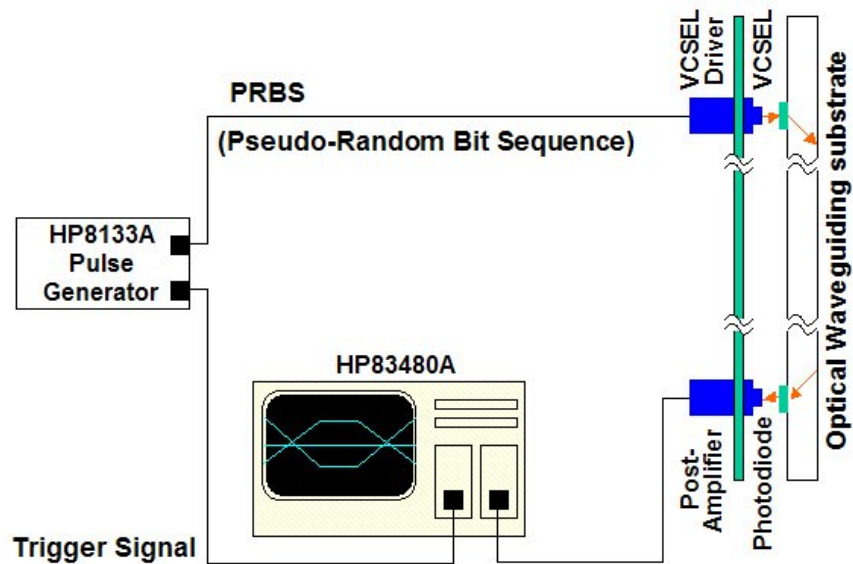 VCSEL
Driver
VCSEL
PRBS
(Pseudo-Random Bit Sequence)
HP8133A
Pulse
Generator
Optical Waveguiding substrate
HP83480A
Post-
Amplifier
Photodiode
Trigger Signal